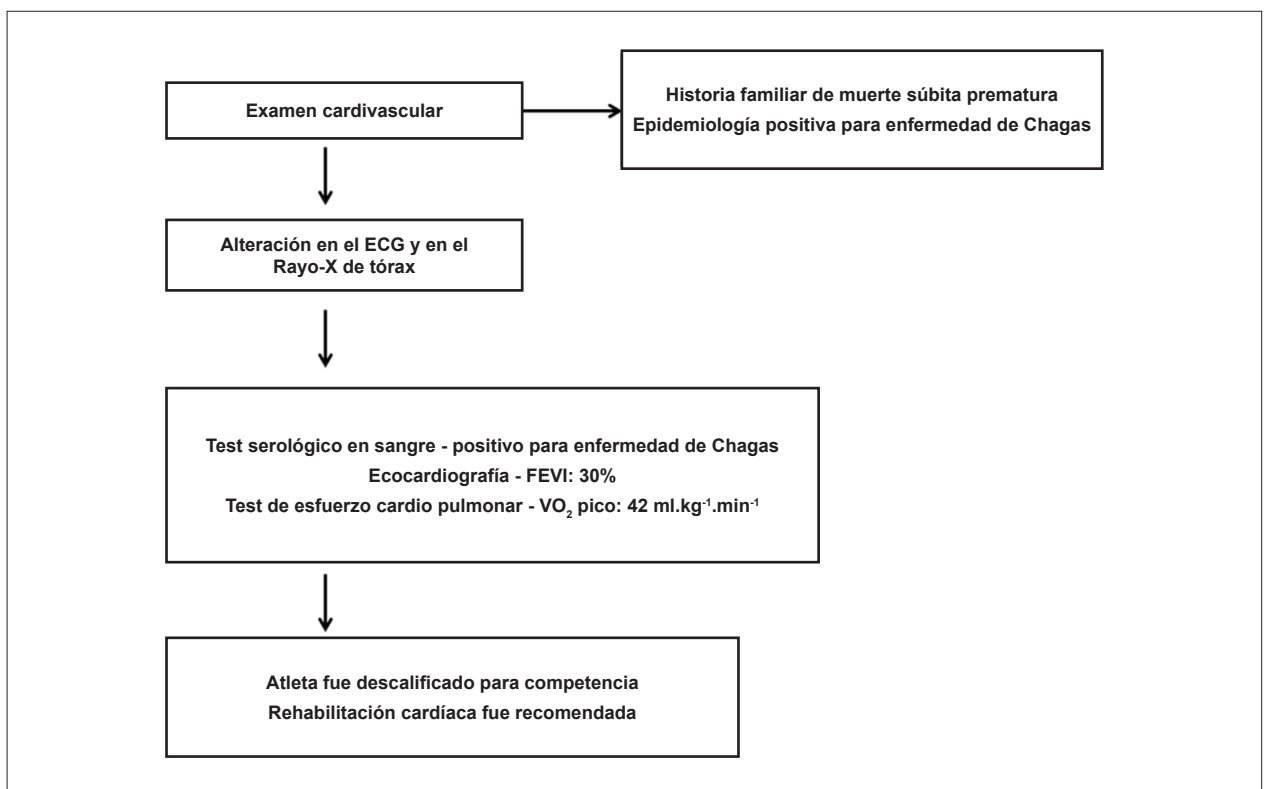 Examen cardivascular
Historia familiar de muerte súbita prematura
Epidemiología positiva para enfermedad de Chagas
Alteración en el ECG y en el
Rayo-X de tórax
Test serológico en sangre - positivo para enfermedad de Chagas
Ecocardiografía - FEVI: 30%
Test de esfuerzo cardio pulmonar - VO₂ pico: 42 ml.kg⁻¹.min⁻¹
Atleta fue descalificado para competencia
Rehabilitación cardíaca fue recomendada